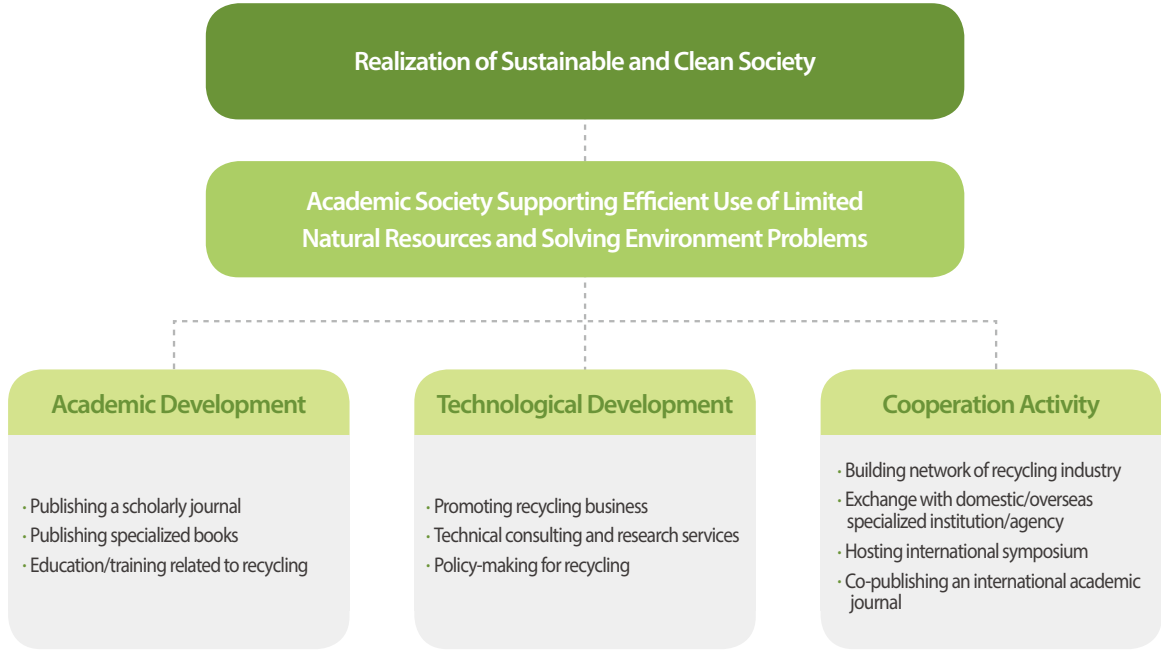 Realization of Sustainable and Clean Society
Academic Society Supporting Efficient Use of Limited
Natural Resources and Solving Environment Problems
Academic Development
· Publishing a scholarly journal
· Publishing specialized books
· Education/training related to recycling
Technological Development
· Promoting recycling business
· Technical consulting and research services
· Policy-making for recycling
Cooperation Activity
· Building network of recycling industry
· Exchange with domestic/overseas
specialized institution/agency
· Hosting international symposium
· Co-publishing an international academic
journal